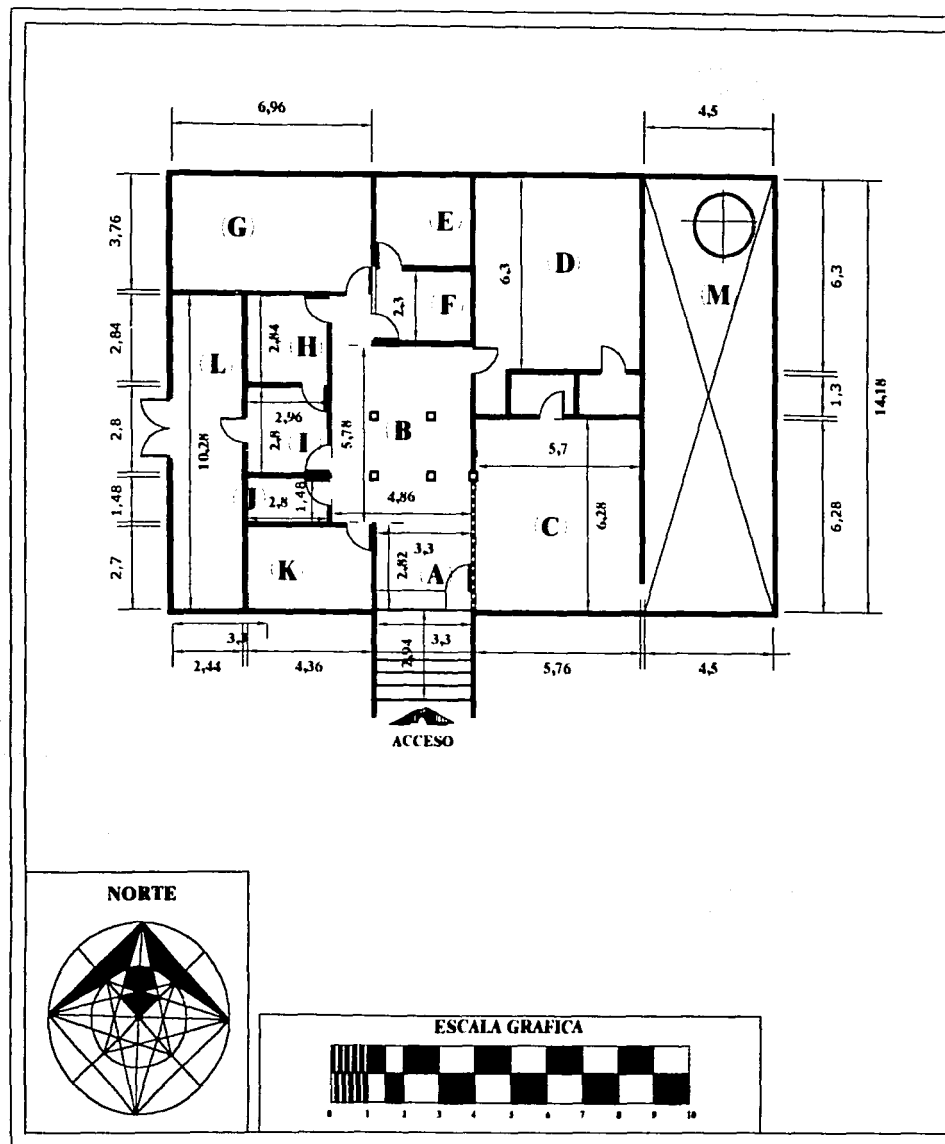 6,96
4,5
3,76
2,84
2,8
1,48
2,7
G
E
D
M
6.3
F
2.3
H
2,84
L
B
2,96
2,8
I
5,78
10,28
J
2,8
1,48
4,86
5,7
6,28
C
K
2,82
3,3
A
6,3
1,3
6,28
14,18
3,3
2,44
4,36
2,94
3,3
5,76
4,5
ACCESO
NORTE
ESCALA GRAFICA
0 1 2 3 4 5 6 7 8 9 10